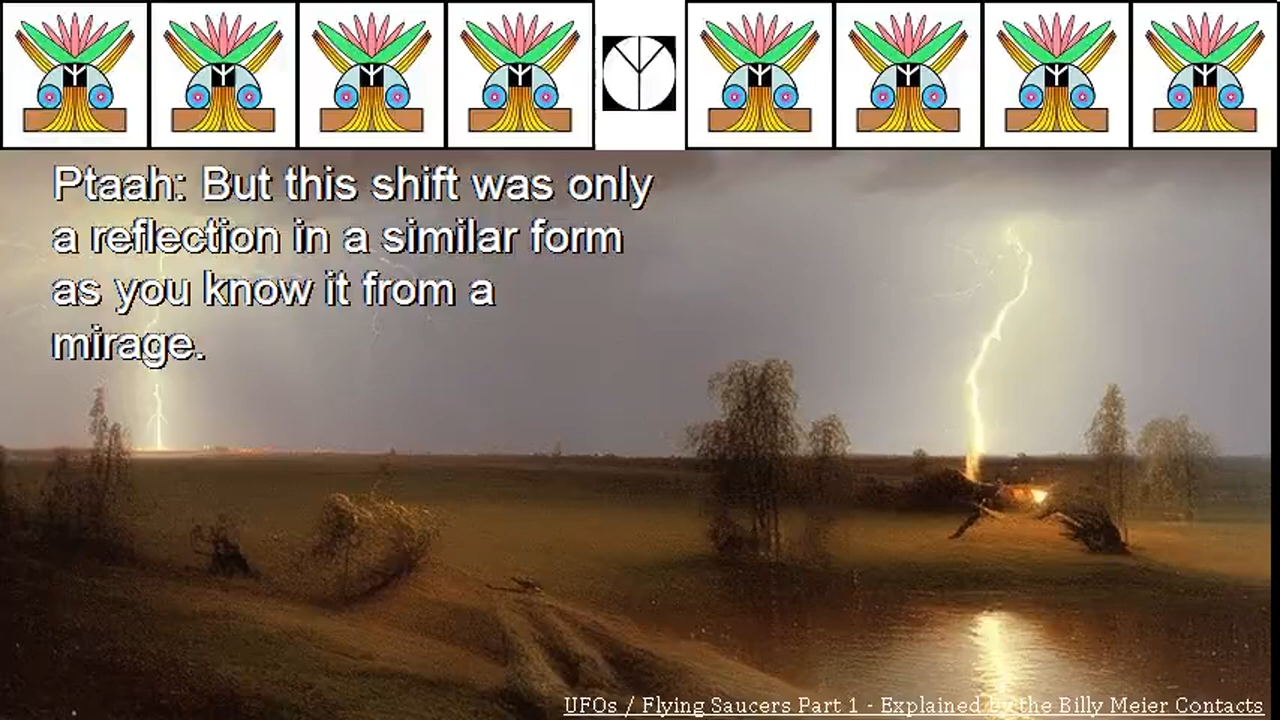 Ptaah: But this shift was only
a reflection in a similar form
as you know it from a
mirage.
UFOs / Flying Saucers Part 1 - Explained by the Billy Meier Contacts